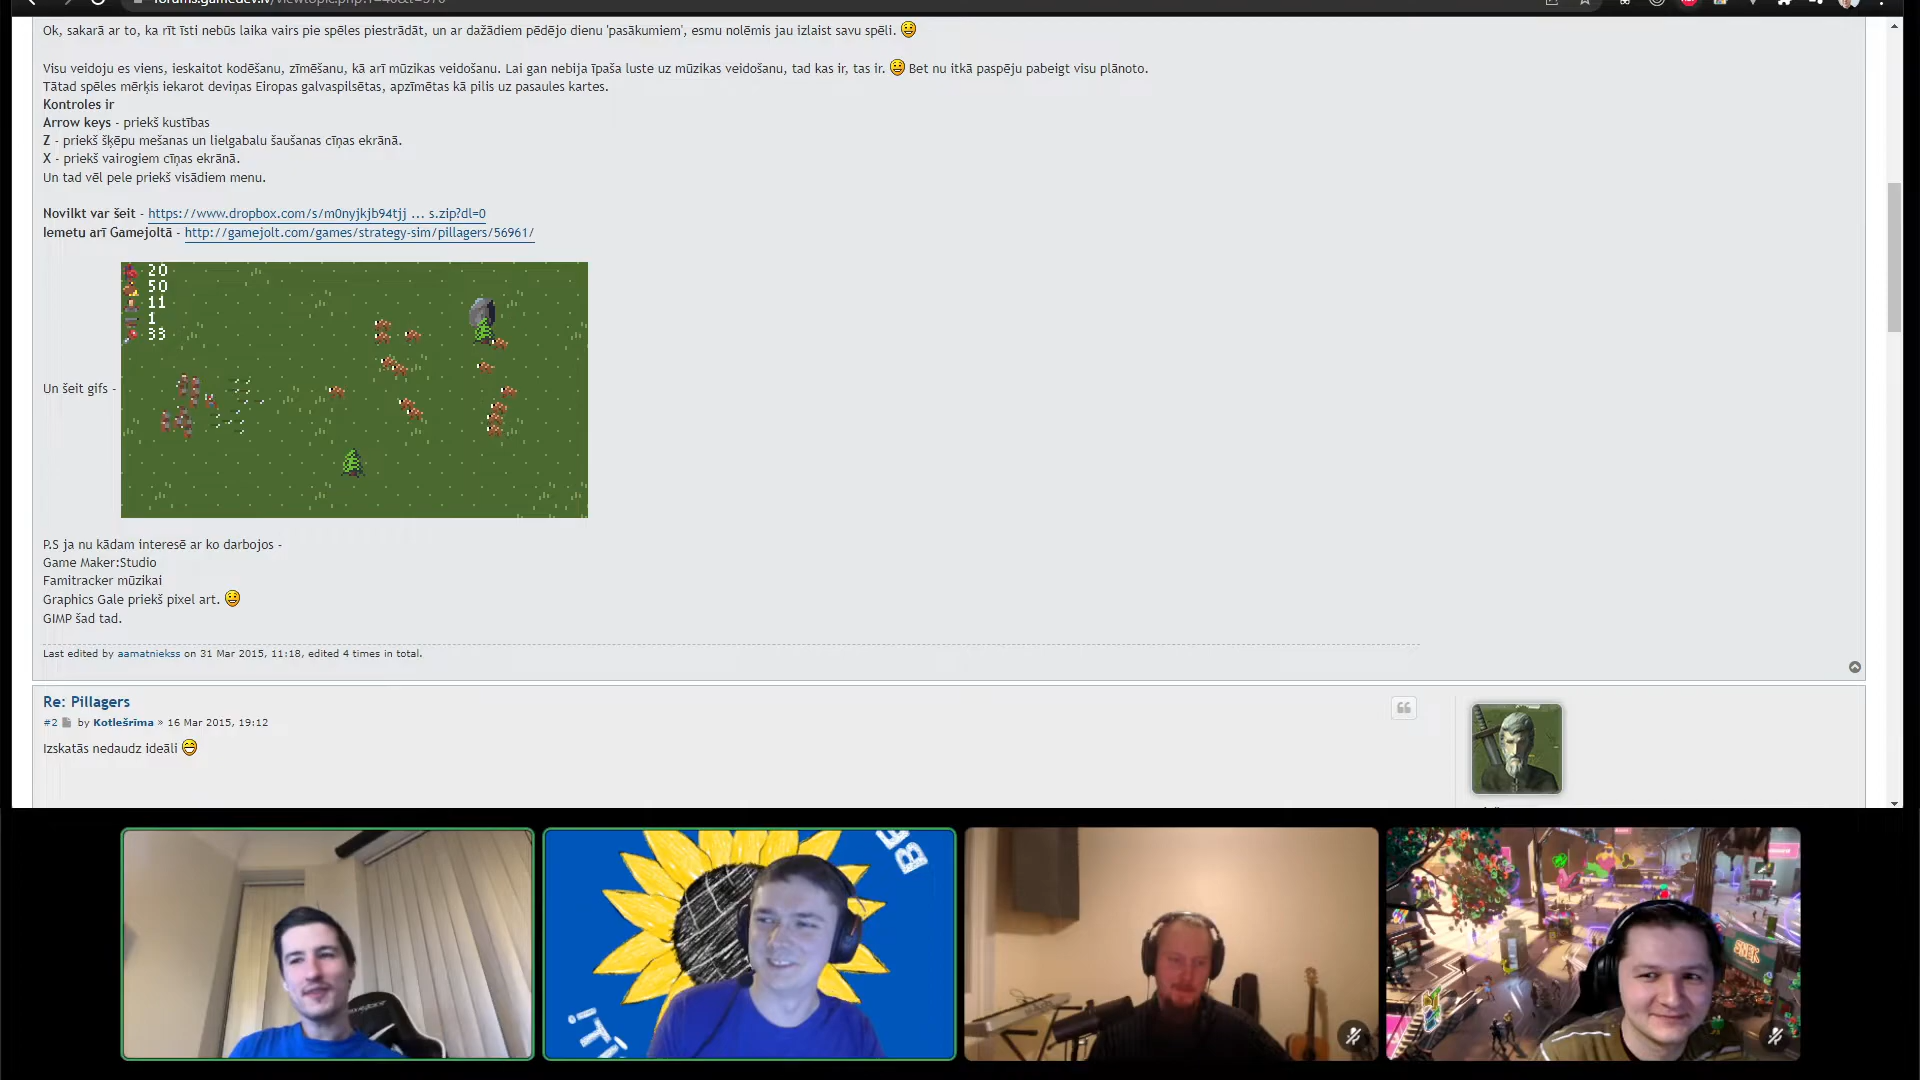 Ok, sakarā ar to, ka rīt īsti nebūs laika vairs pie spēles piestrādāt, un ar dažādiem pēdējo dienu 'pasākumiem', esmu nolēmis jau izlaist savu spēli.
Visu veidoju es viens, ieskaitot kodēšanu, zīmēšanu, kā arī mūzikas veidošanu. Lai gan nebija īpaša luste uz mūzikas veidošanu, tad kas ir, tas ir. Bet nu itkā paspēju pabeigt visu plānoto.
Tātad spēles mērķis iekarot deviņas Eiropas galvaspilsētas, apzīmētas kā pilis uz pasaules kartes.
Kontroles ir
Arrow keys - priekš kustības
Z - priekš šķēpu mešanas un lielgabalu šaušanas cīņas ekrānā.
X - priekš vairogiem cīņas ekrānā.
Un tad vēl pele priekš visādiem menu.
Novilkt var šeit - https://www.dropbox.com/s/m0nyjkjb94tjj ... s.zip?dl=0
Iemetu arī Gamejoltā - http://gamejolt.com/games/strategy-sim/pillagers/56961/
20
50
11
1
33
Un šeit gifs -
P.S ja nu kādam interesē ar ko darbojos -
Game Maker:Studio
Famitracker mūzikai
Graphics Gale priekš pixel art.
GIMP šad tad.
Last edited by aamatniekss on 31 Mar 2015, 11:18, edited 4 times in total.
Re: Pillagers
#2 by Kotlešrīma » 16 Mar 2015, 19:12
Izskatās nedaudz ideāli